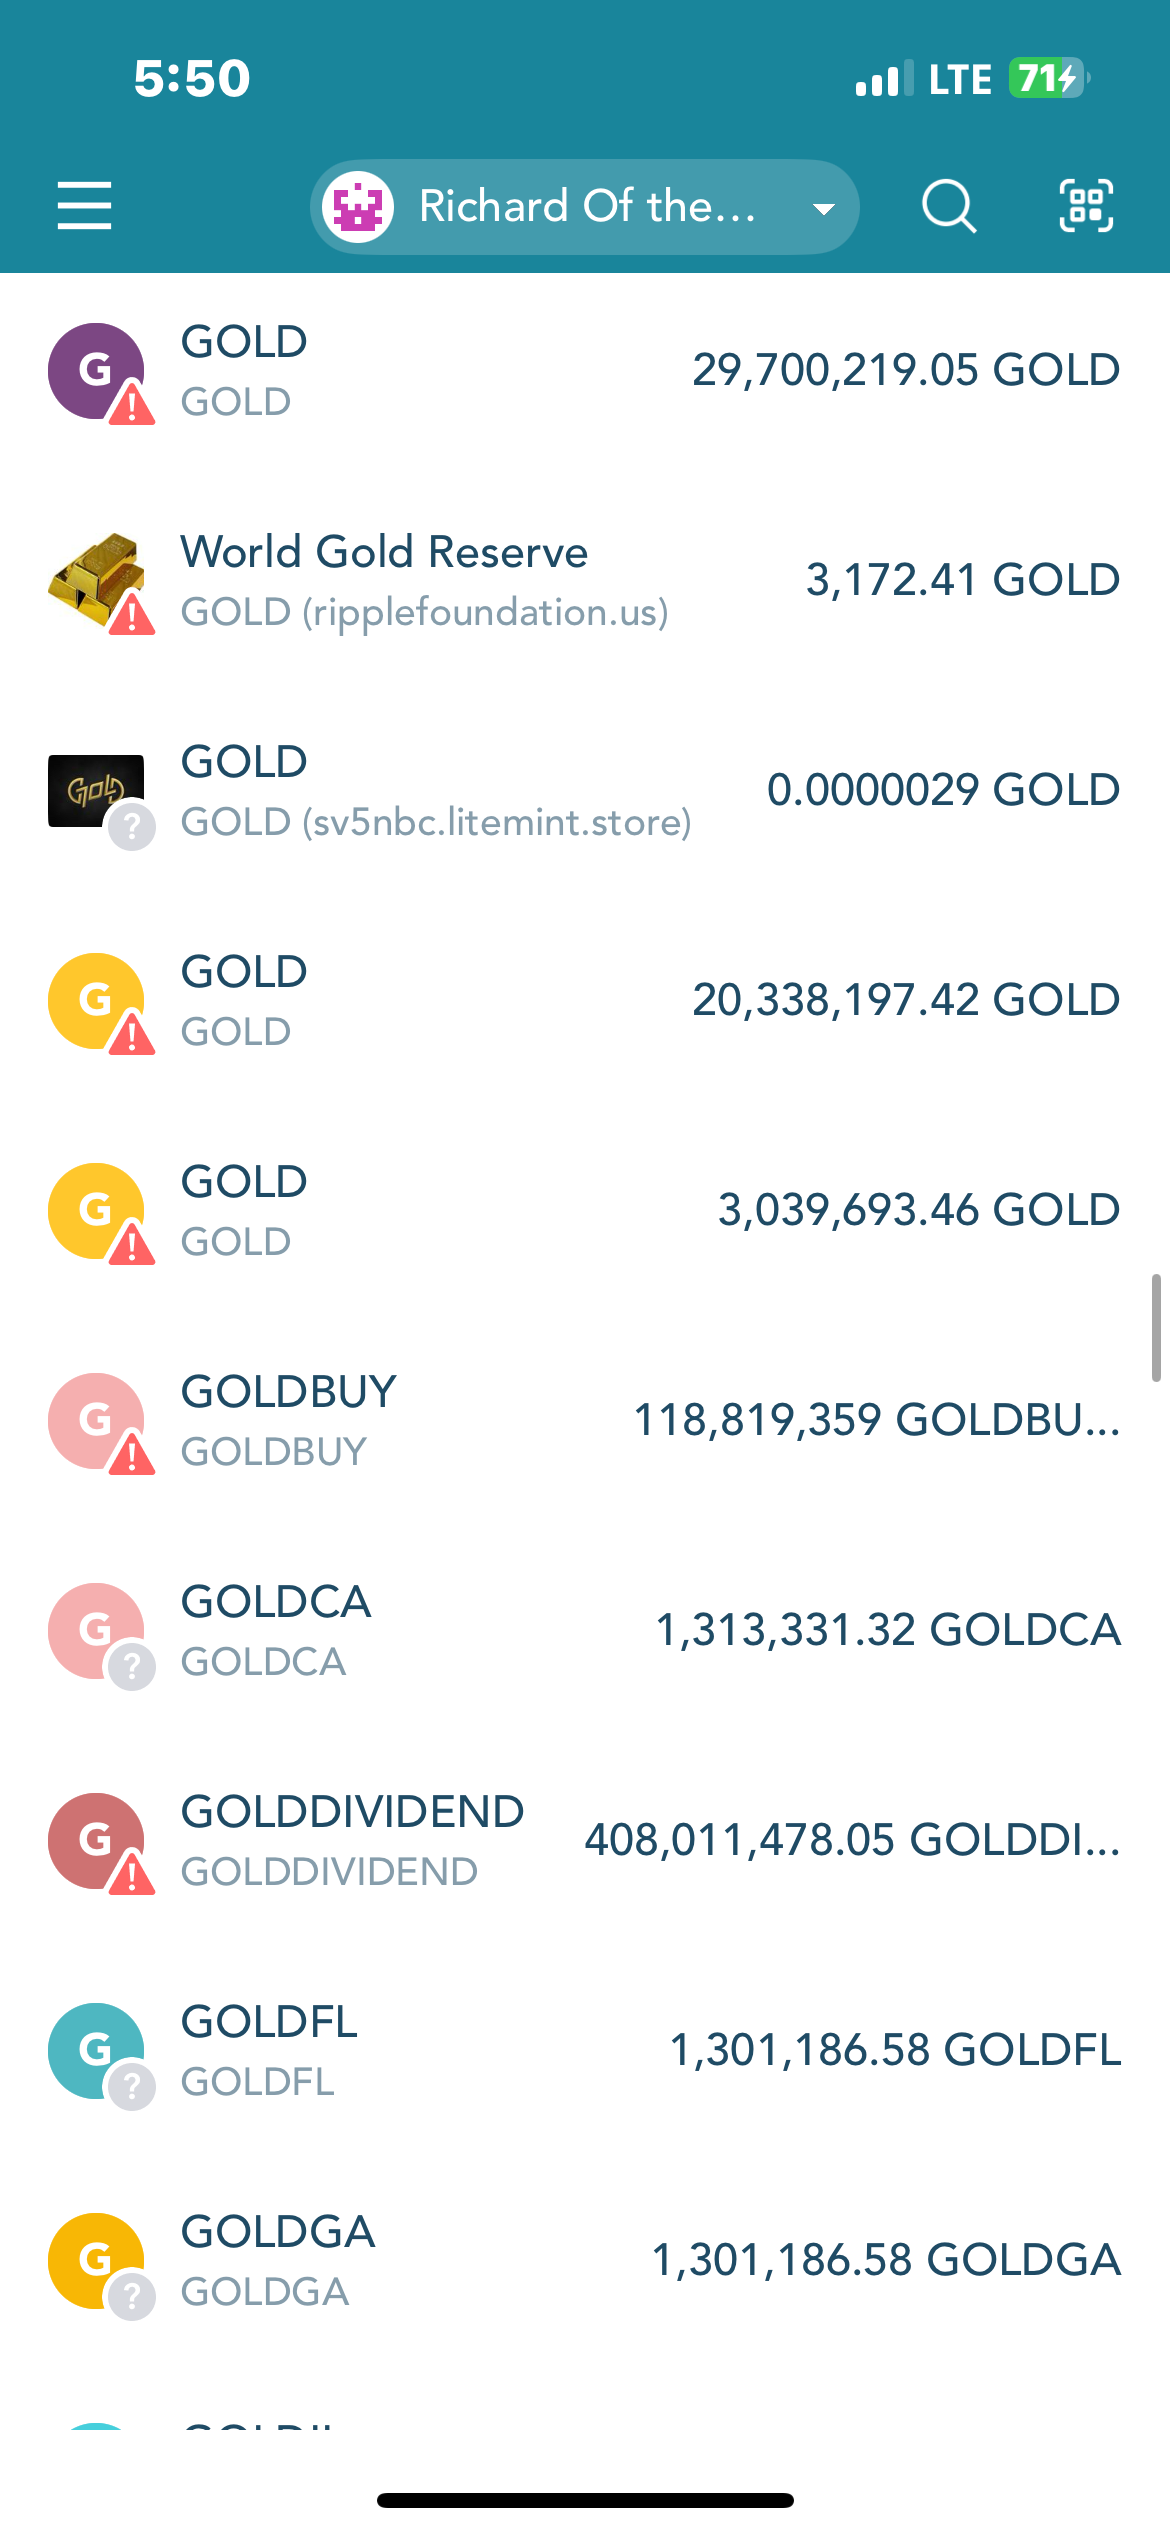 5:50
LTE 71
Richard Of the...
G
GOLD
GOLD
29,700,219.05 GOLD
World Gold Reserve
GOLD (ripplefoundation.us)
3,172.41 GOLD
Gold
GOLD
GOLD (sv5nbc.litemint.store)
0.0000029 GOLD
?
G
GOLD
GOLD
20,338,197.42 GOLD
G
GOLD
GOLD
3,039,693.46 GOLD
G
GOLDBUY
GOLDBUY
118,819,359 GOLDBU...
G
GOLDCA
GOLDCA
1,313,331.32 GOLDCA
?
G
GOLDDIVIDEND
GOLDDIVIDEND
408,011,478.05 GOLDDI...
G
GOLDFL
GOLDFL
1,301,186.58 GOLDFL
?
G
GOLDGA
GOLDGA
1,301,186.58 GOLDGA
?